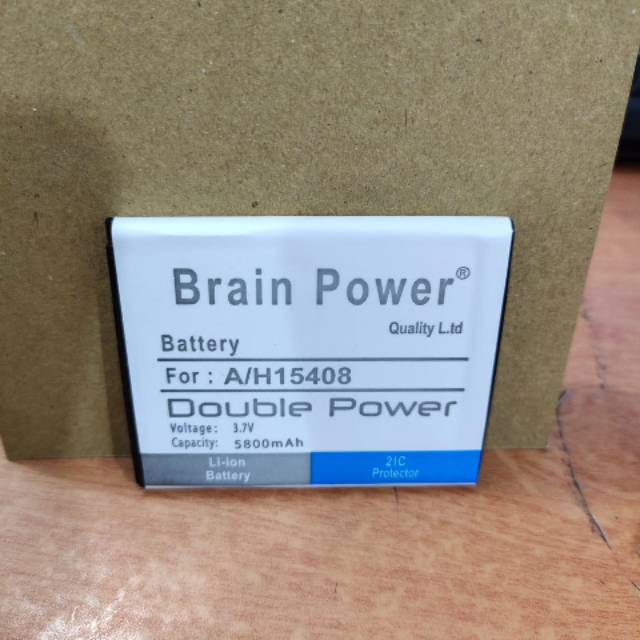 Brain Power®
Quality L.td
Battery
For : A/H15408
Double Power
Voltage: 3.7V
Capacity: 5800mAh
Li-ion
Battery
2IC
Protector